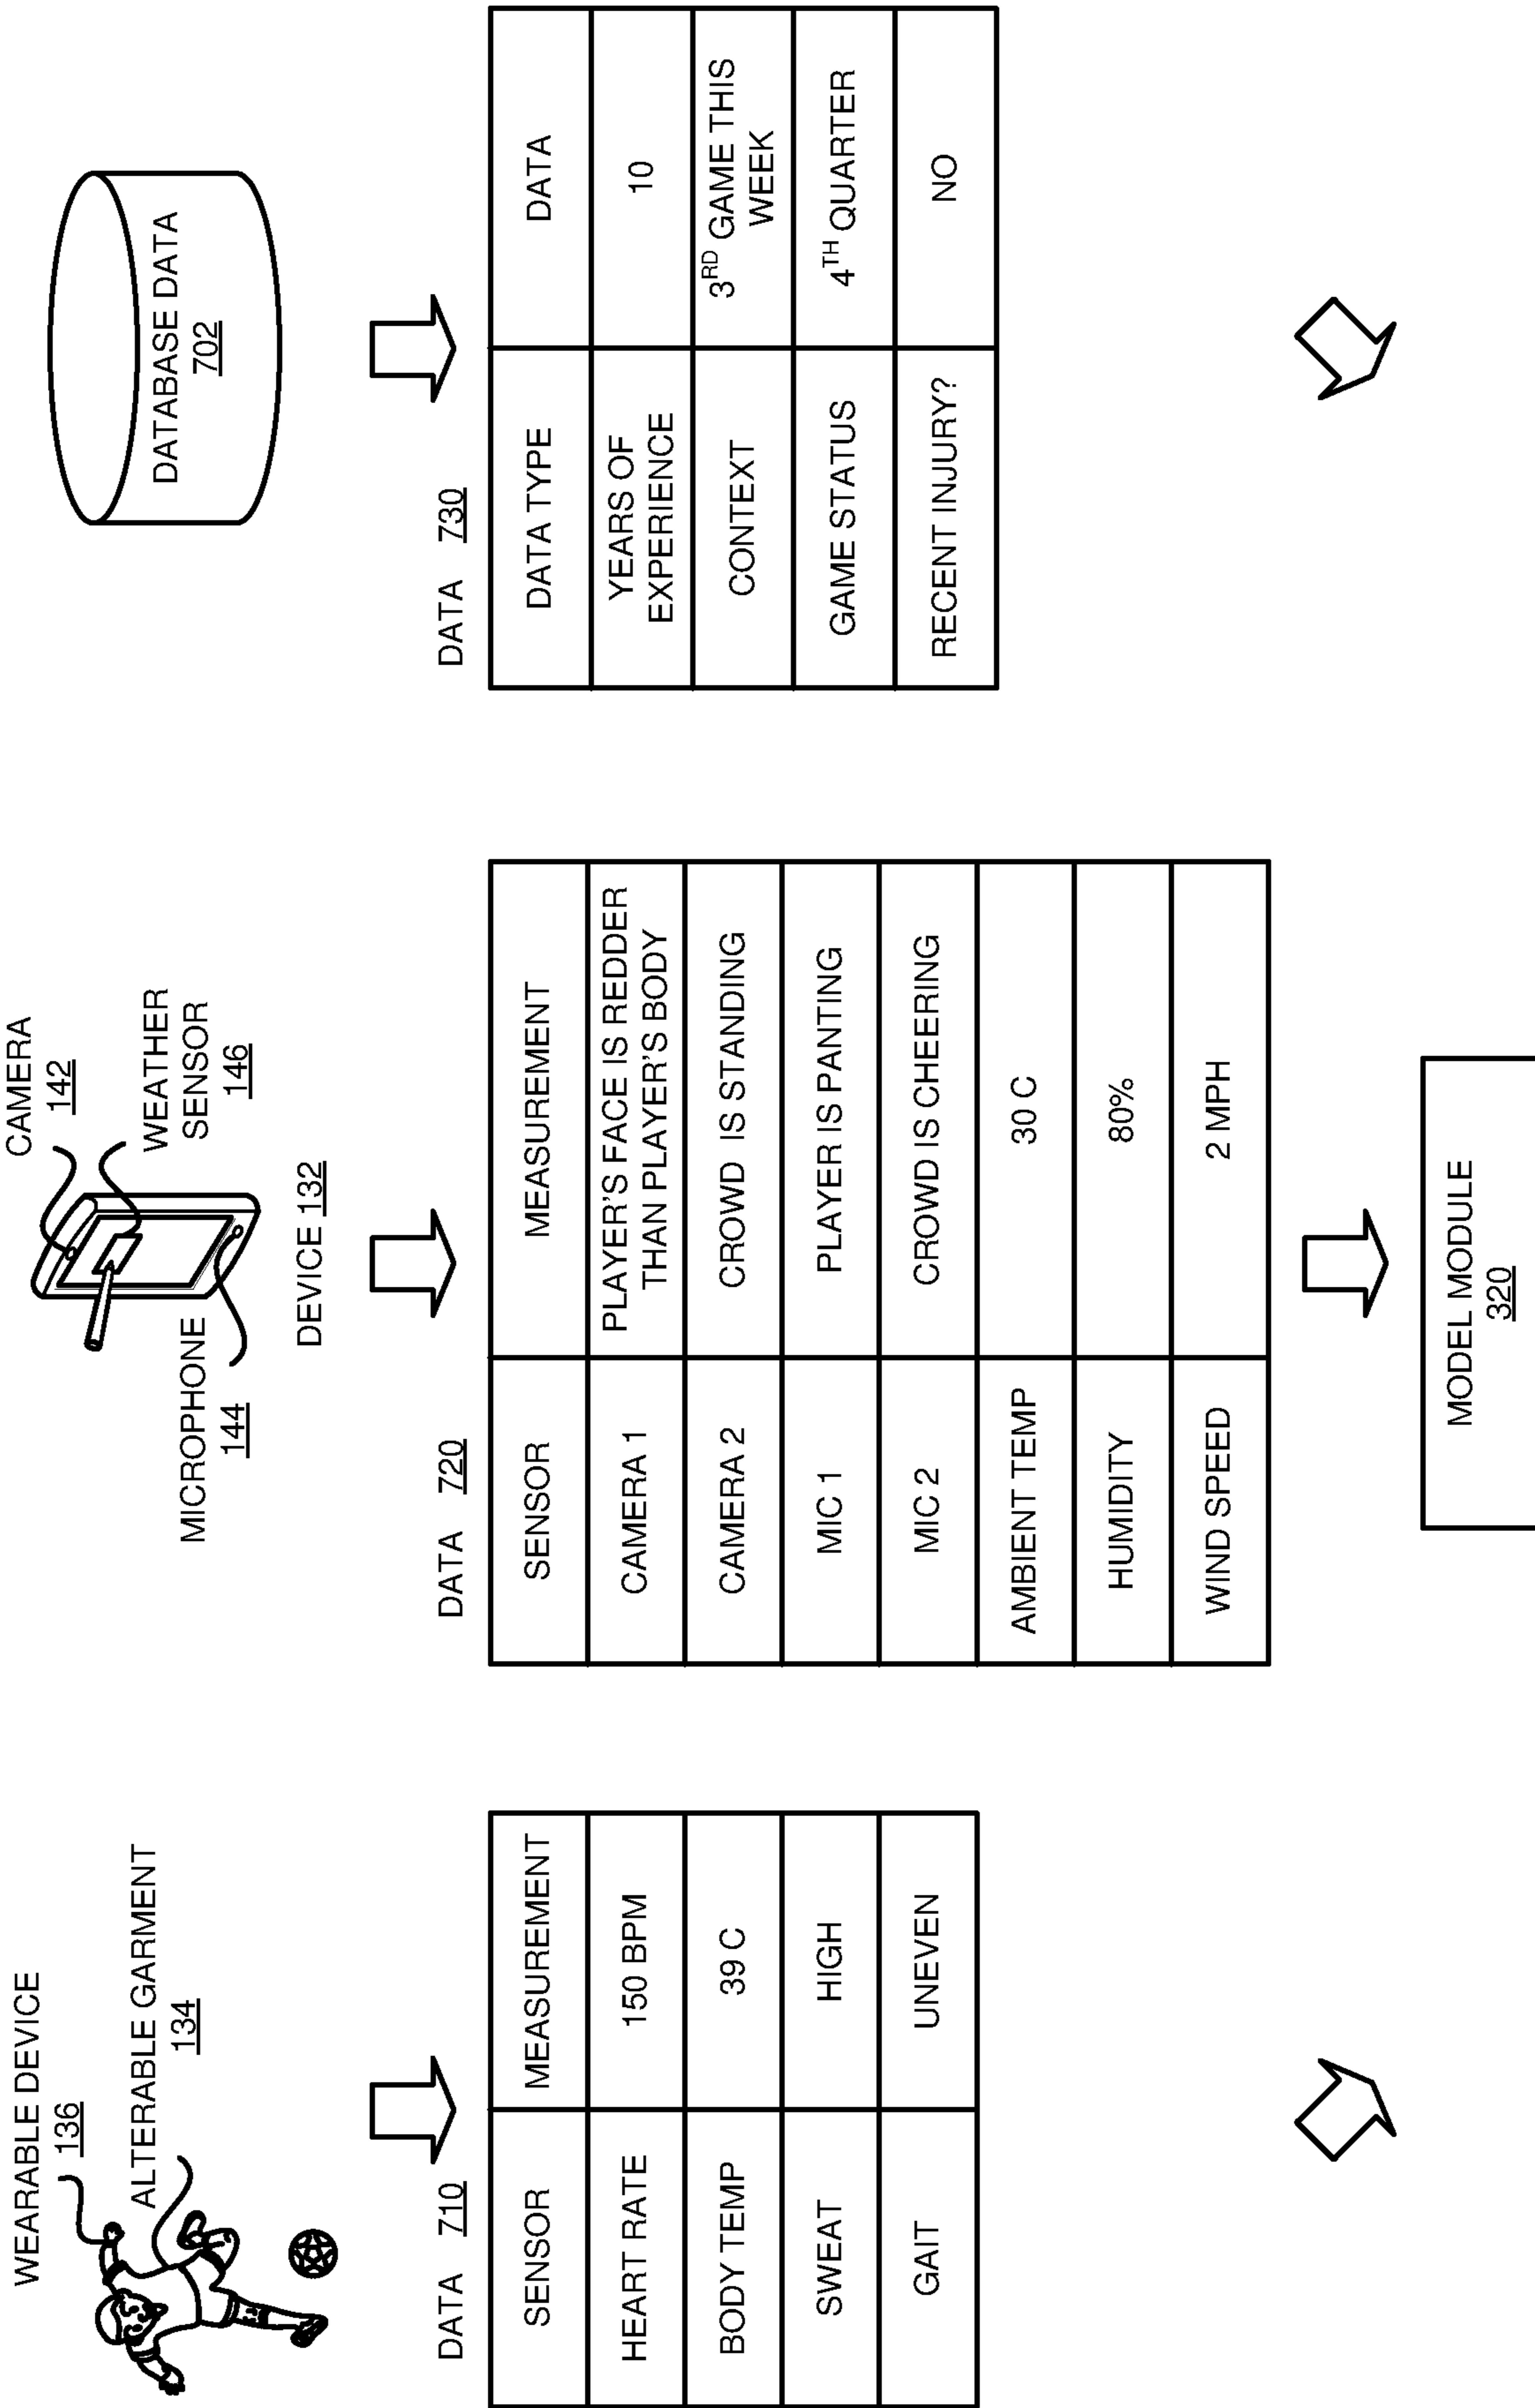 WEARABLE DEVICE
136
ALTERABLE GARMENT
134
CAMERA
142
WEATHER
SENSOR
146
MICROPHONE
144
DEVICE 132
DATABASE DATA
702
DATA 710
SENSOR MEASUREMENT
HEART RATE 150 BPM
BODY TEMP 39 C
SWEAT HIGH
GAIT UNEVEN
DATA 720
SENSOR MEASUREMENT
CAMERA 1 PLAYER'S FACE IS REDDER
THAN PLAYER'S BODY
CAMERA 2 CROWD IS STANDING
MIC 1 PLAYER IS PANTING
MIC 2 CROWD IS CHEERING
AMBIENT TEMP 30 C
HUMIDITY 80%
WIND SPEED 2 MPH
DATA 730
DATA TYPE DATA
YEARS OF
EXPERIENCE 10
CONTEXT 3RD GAME THIS
WEEK
GAME STATUS 4TH QUARTER
RECENT INJURY? NO
MODEL MODULE
320